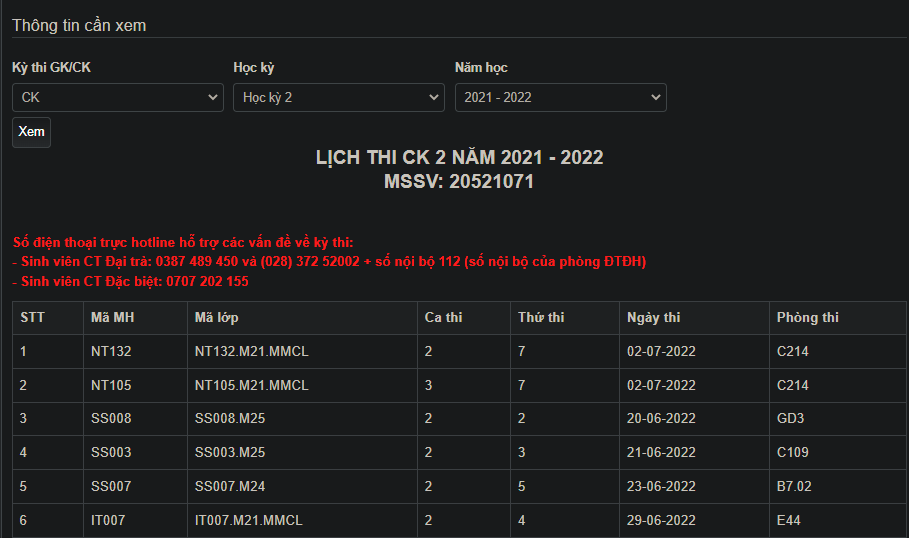 Thông tin cần xem
Kỳ thi GK/CK Học kỳ Năm học
CK Học kỳ 2 2021 - 2022
Xem
LỊCH THI CK 2 NĂM 2021 - 2022
MSSV: 20521071
Số điện thoại trực hotline hỗ trợ các vấn đề về kỳ thi:
- Sinh viên CT Đại trà: 0387 489 450 và (028) 372 52002 + số nội bộ 112 (số nội bộ của phòng ĐTĐH)
- Sinh viên CT Đặc biệt: 0707 202 155
STT Mã MH Mã lớp Ca thi Thứ thi Ngày thi Phòng thi
1 NT132 NT132.M21.MMCL 2 7 02-07-2022 C214
2 NT105 NT105.M21.MMCL 3 7 02-07-2022 C214
3 SS008 SS008.M25 2 2 20-06-2022 GD3
4 SS003 SS003.M25 2 3 21-06-2022 C109
5 SS007 SS007.M24 2 5 23-06-2022 B7.02
6 IT007 IT007.M21.MMCL 2 4 29-06-2022 E44